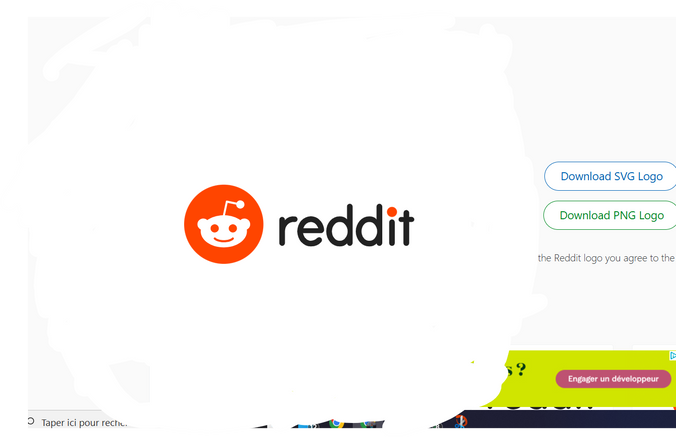 Download SVG Logo
reddit
Download PNG Logo
the Reddit logo you agree to the
s ?
Engager un développeur
Taper ici pour reche